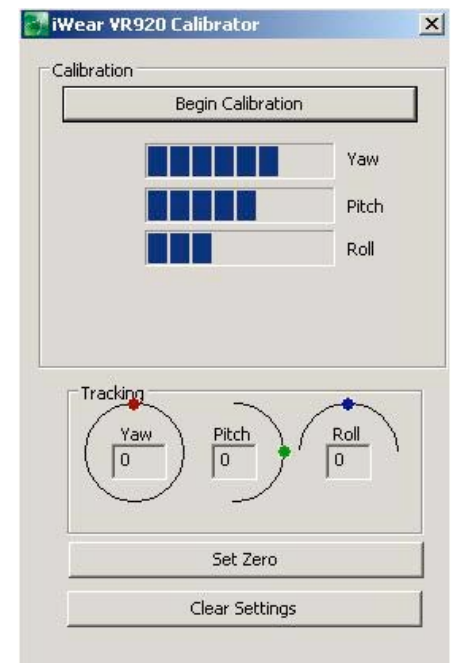 iWear VR920 Calibrator
Calibration
Begin Calibration
Yaw
Pitch
Roll
Tracking
Yaw Pitch Roll
0 0 0
Set Zero
Clear Settings